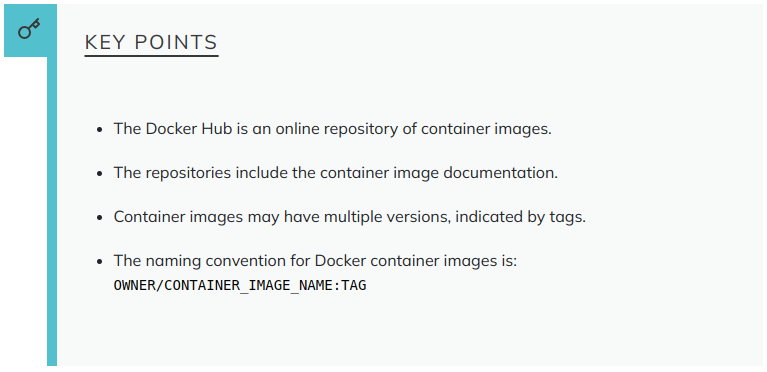 KEY POINTS
The Docker Hub is an online repository of container images.
The repositories include the container image documentation.
Container images may have multiple versions, indicated by tags.
The naming convention for Docker container images is:
OWNER/CONTAINER_IMAGE_NAME:TAG